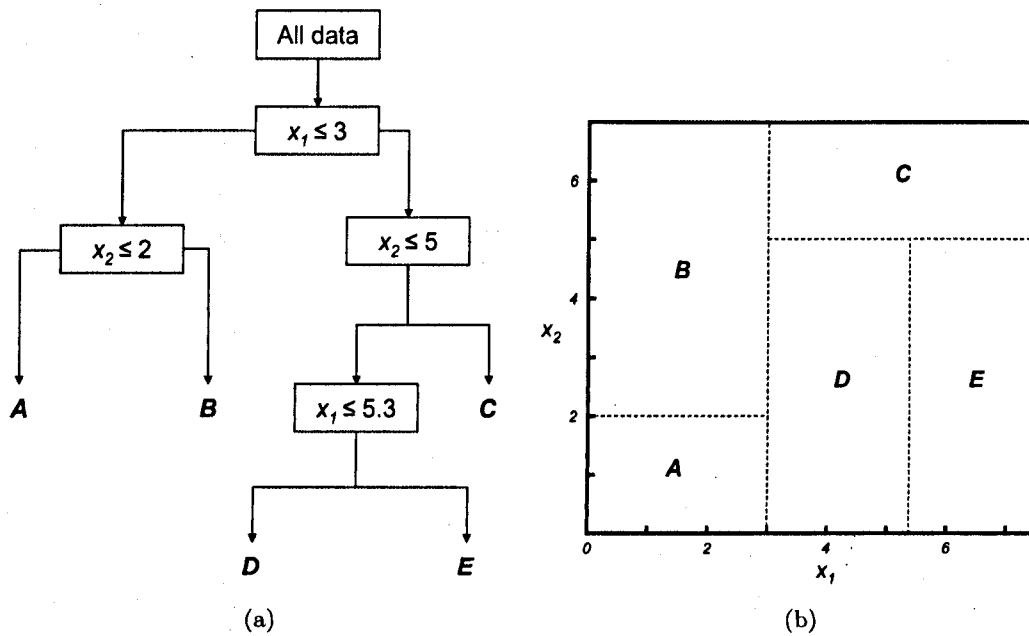 All data
x₁ ≤ 3
x₂ ≤ 2
x₂ ≤ 5
A
B
x₁ ≤ 5.3
C
D
E
(a)
6
4
x₂
2
0
2
4
6
x₁
B
C
D
E
A
(b)